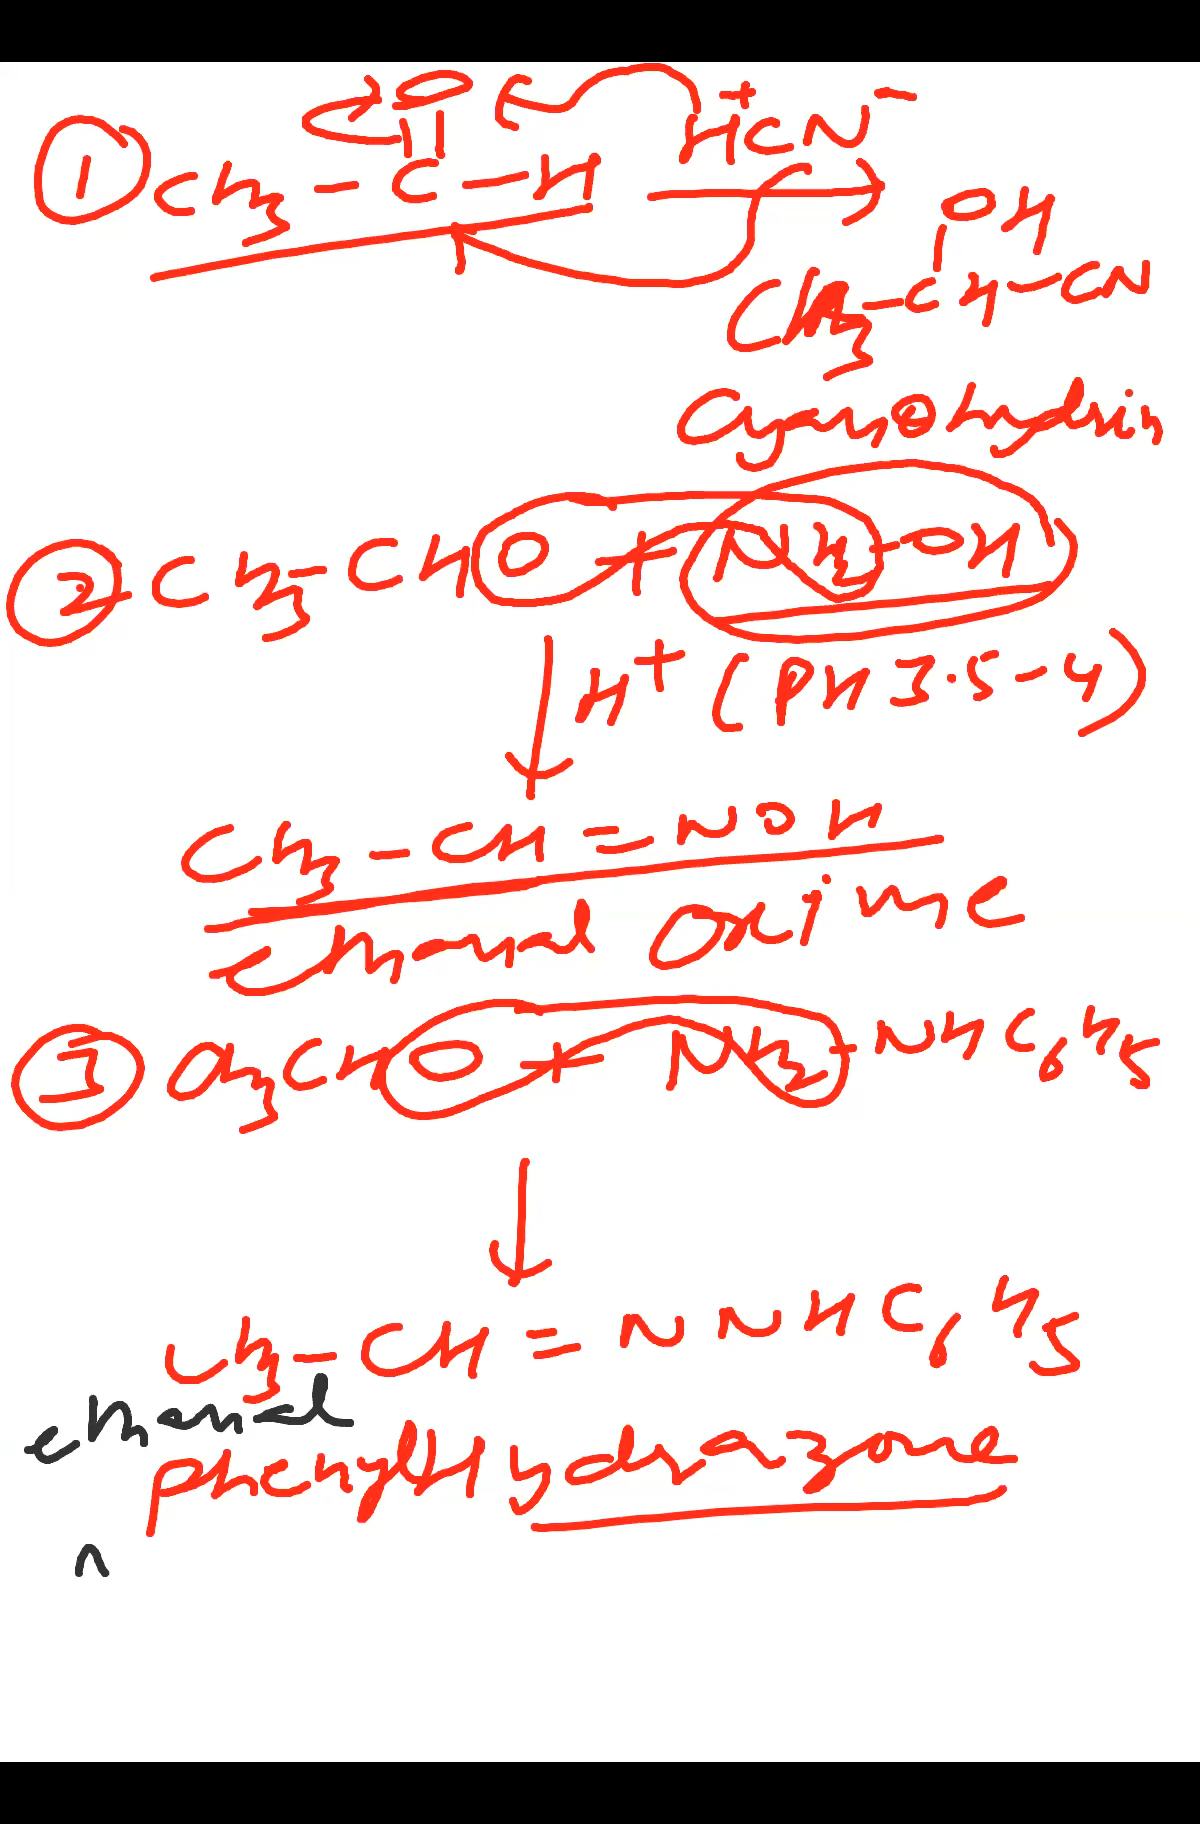 ① O H⁺CN⁻
||
CH₃ - C - H ⟶
OH
|
CH₃ - CH - CN
Cyanohydrin
② CH₃ - CHO + NH₂ - OH
↓ H⁺ (PH 3.5 - 4)
CH₃ - CH = NOH
ethanal Oxime
③ CH₃CHO + NH₂ - NHC₆H₅
↓
CH₃ - CH = NNHC₆H₅
ethanal
phenylHydrazone